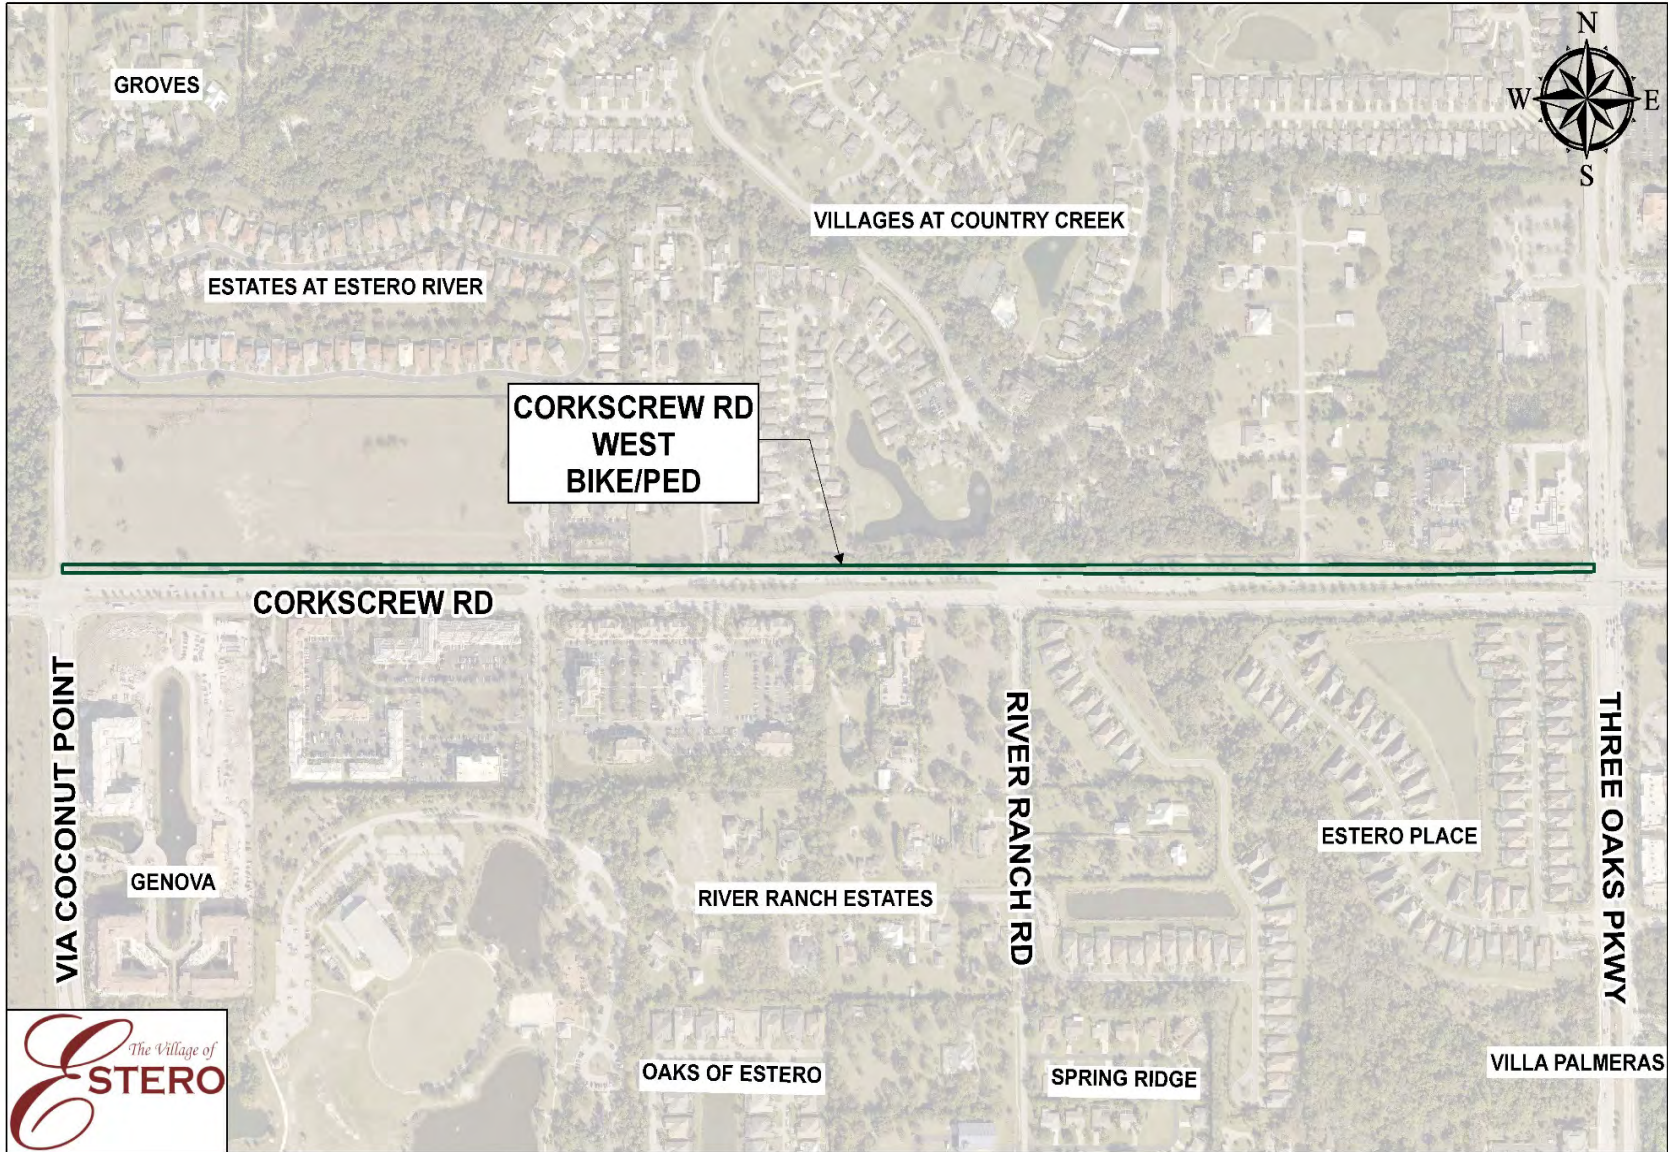 N
W
E
S
GROVES
VILLAGES AT COUNTRY CREEK
ESTATES AT ESTERO RIVER
CORKSCREW RD
WEST
BIKE/PED
CORKSCREW RD
VIA COCONUT POINT
RIVER RANCH RD
THREE OAKS PKWY
ESTERO PLACE
GENOVA
RIVER RANCH ESTATES
The Village of
ESTERO
OAKS OF ESTERO
SPRING RIDGE
VILLA PALMERAS